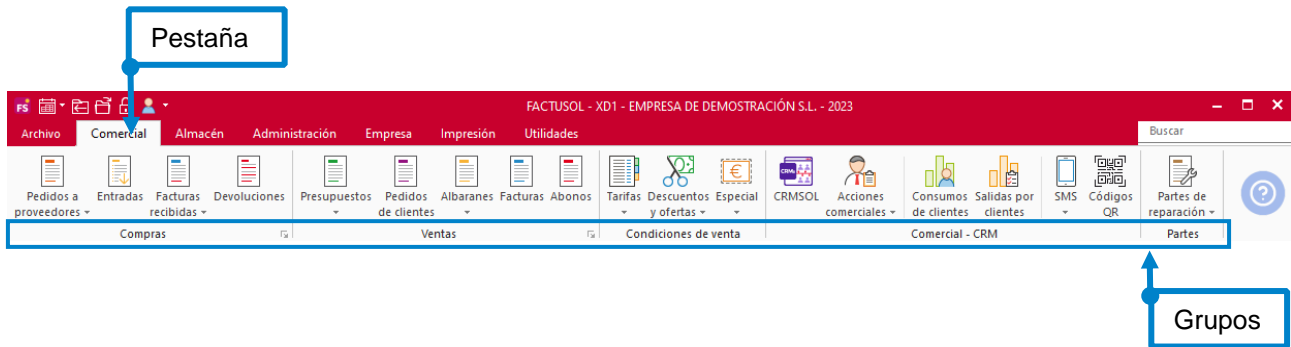 Pestaña
FS
FACTUSOL - XD1 - EMPRESA DE DEMOSTRACIÓN S.L. - 2023
Archivo Comercial Almacén Administración Empresa Impresión Utilidades Buscar
Pedidos a proveedores Entradas Facturas recibidas Devoluciones Presupuestos Pedidos de clientes Albaranes Facturas Abonos Tarifas Descuentos y ofertas Especial CRMSOL Acciones comerciales Consumos de clientes Salidas por clientes SMS Códigos QR Partes de reparación
Compras Ventas Condiciones de venta Comercial - CRM Partes
Grupos